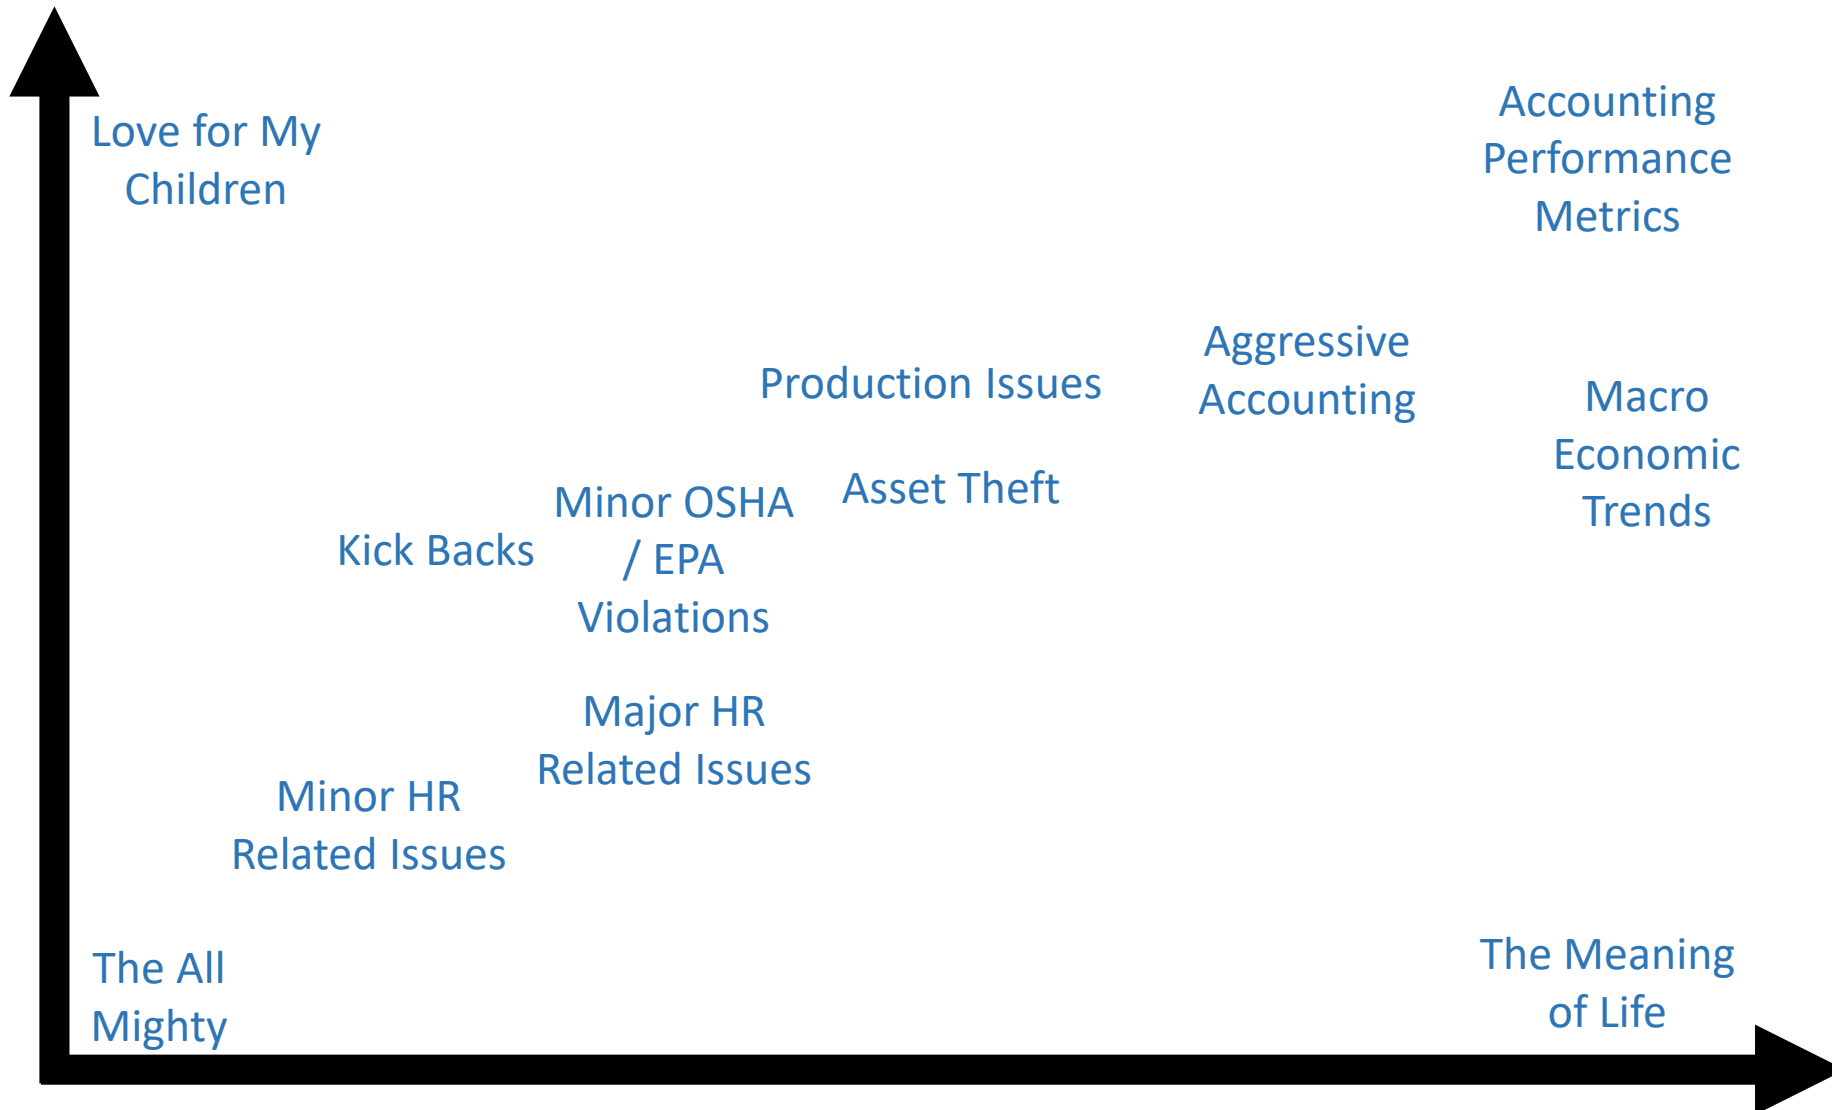 Love for My
Children
Accounting
Performance
Metrics
Aggressive
Accounting
Production Issues
Macro
Economic
Trends
Asset Theft
Minor OSHA
/ EPA
Violations
Kick Backs
Major HR
Related Issues
Minor HR
Related Issues
The All
Mighty
The Meaning
of Life